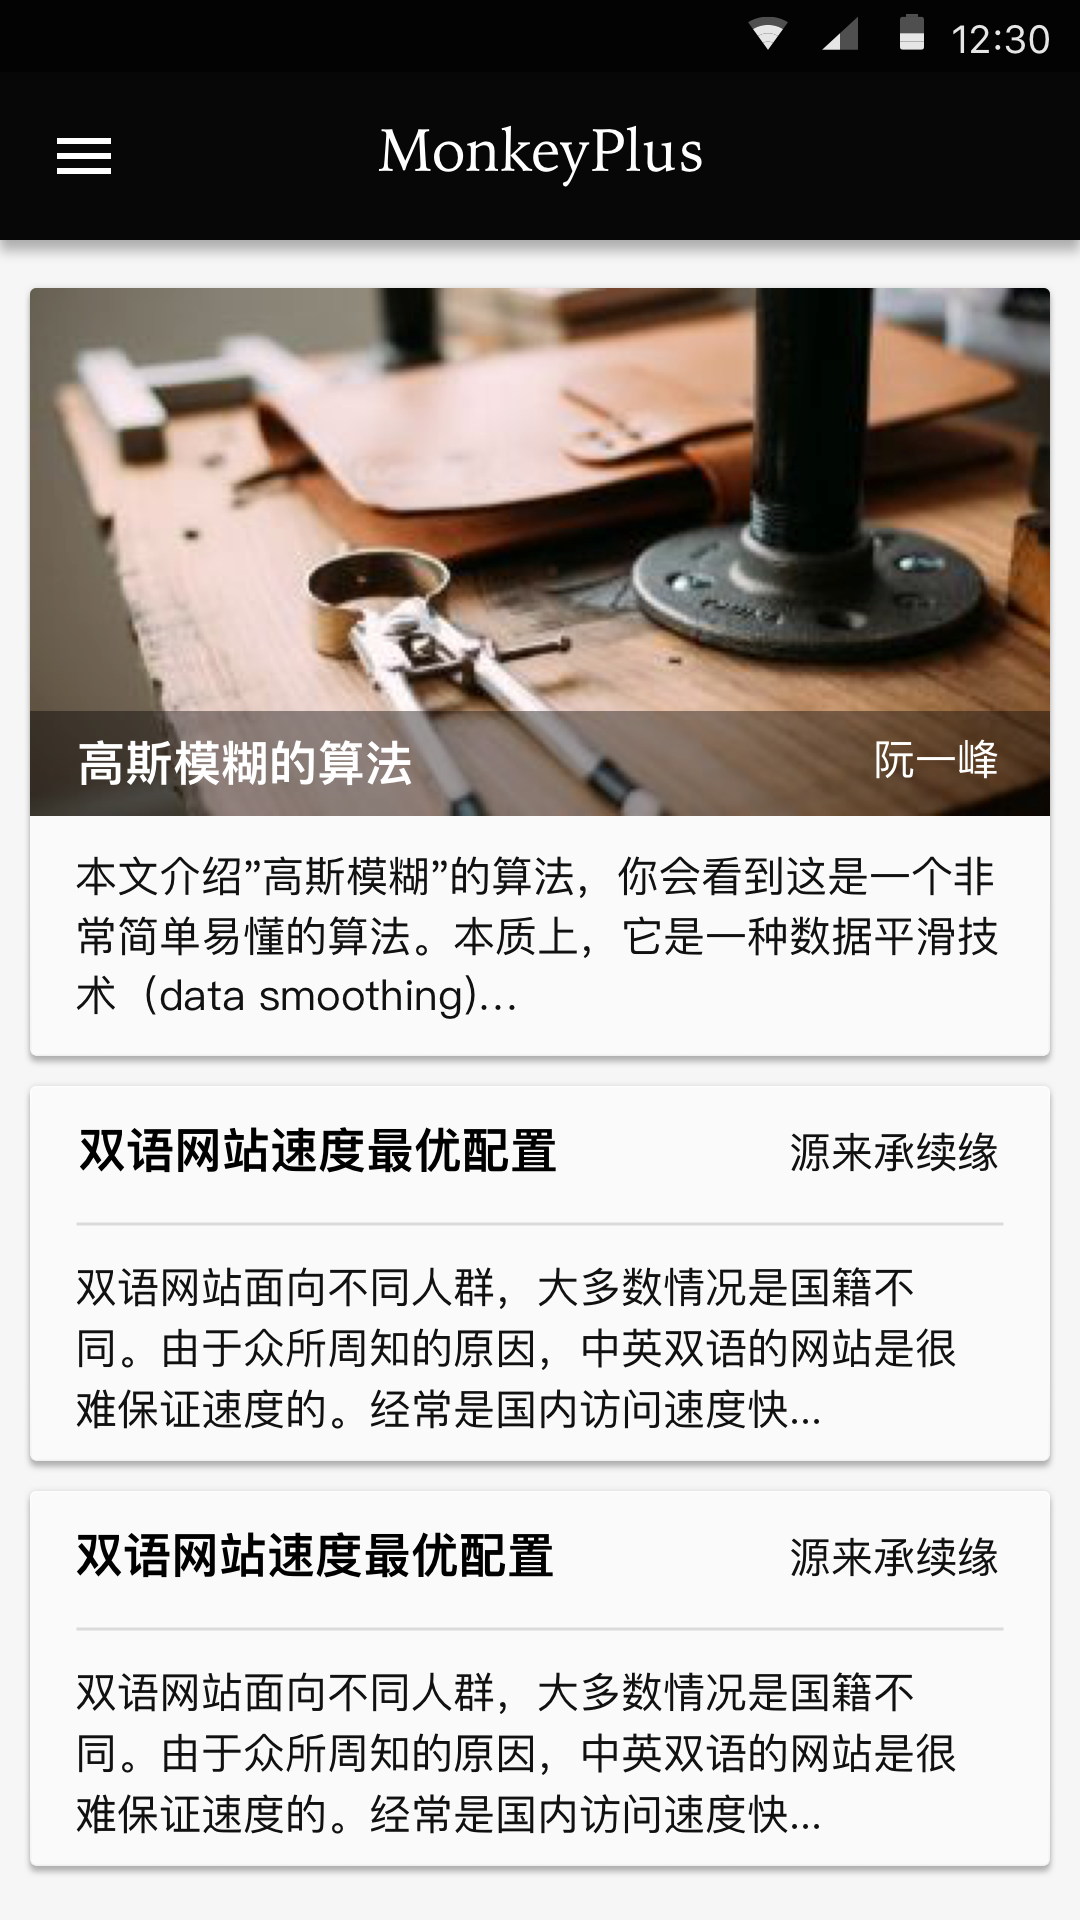 12:30
MonkeyPlus
高斯模糊的算法
阮一峰
本文介绍”高斯模糊”的算法，你会看到这是一个非
常简单易懂的算法。本质上，它是一种数据平滑技
术（data smoothing)...
双语网站速度最优配置
源来承续缘
双语网站面向不同人群，大多数情况是国籍不
同。由于众所周知的原因，中英双语的网站是很
难保证速度的。经常是国内访问速度快...
双语网站速度最优配置
源来承续缘
双语网站面向不同人群，大多数情况是国籍不
同。由于众所周知的原因，中英双语的网站是很
难保证速度的。经常是国内访问速度快...